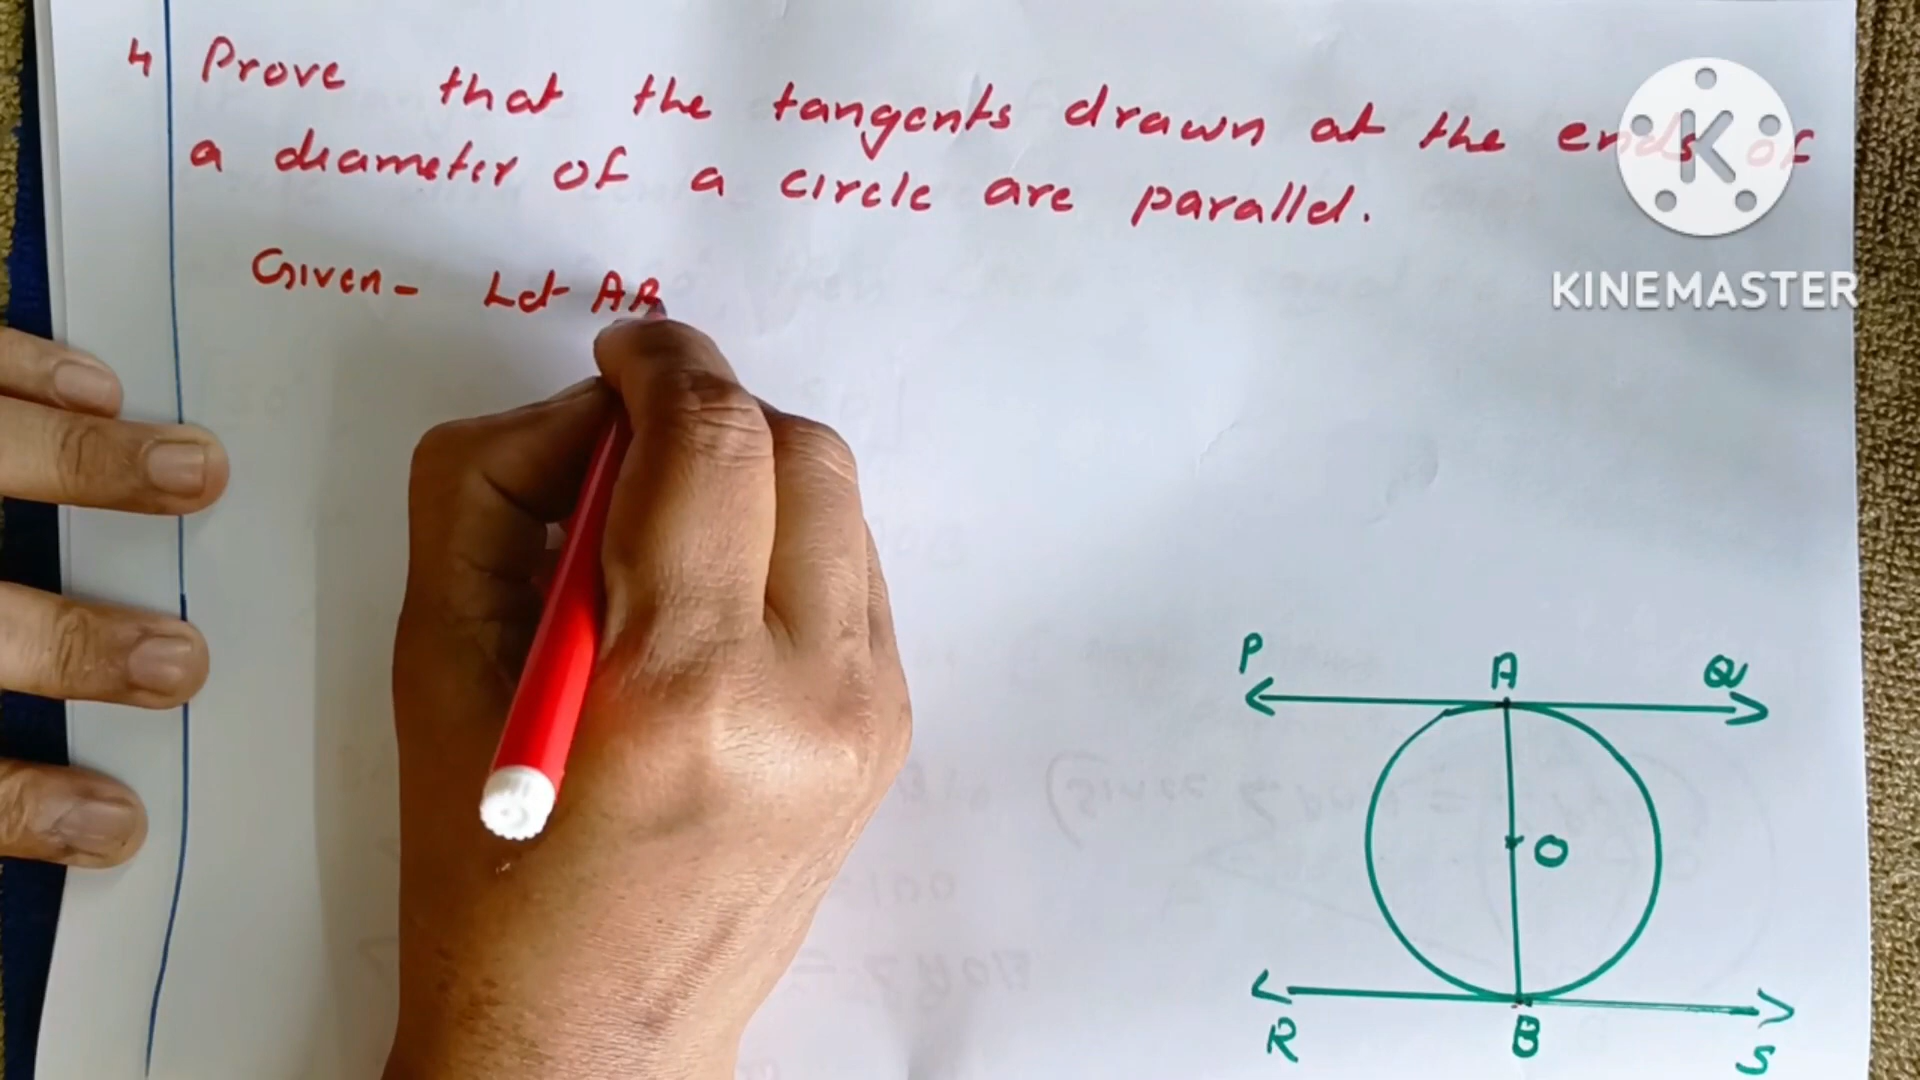 4 Prove that the tangents drawn at the ends of
a diameter of a circle are parallel.
Given - Let AB
KINEMASTER
P A Q
O
R B S